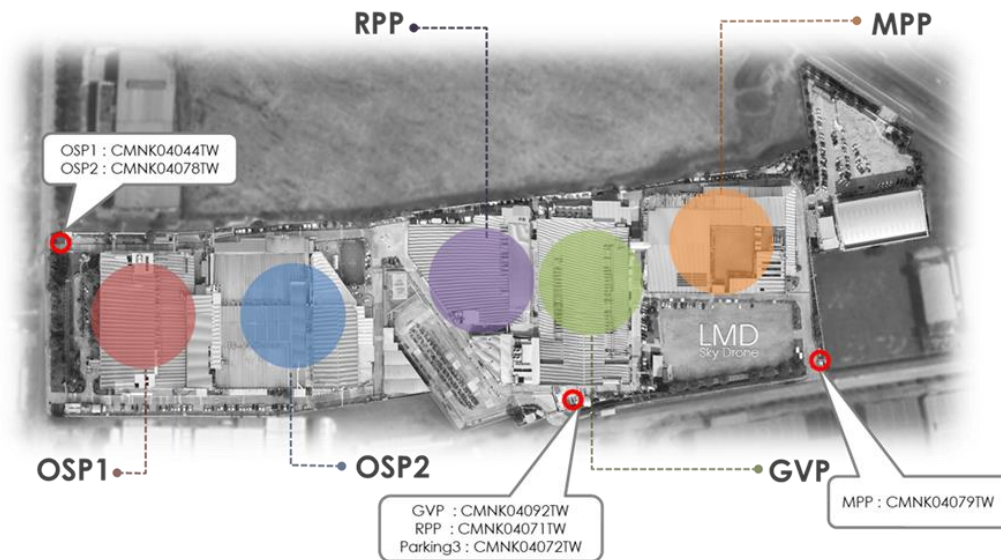 RPP
MPP
OSP1 : CMNK04044TW
OSP2 : CMNK04078TW
LMD
Sky Drone
OSP1
OSP2
GVP
GVP : CMNK04092TW
RPP : CMNK04071TW
Parking3 : CMNK04072TW
MPP : CMNK04079TW